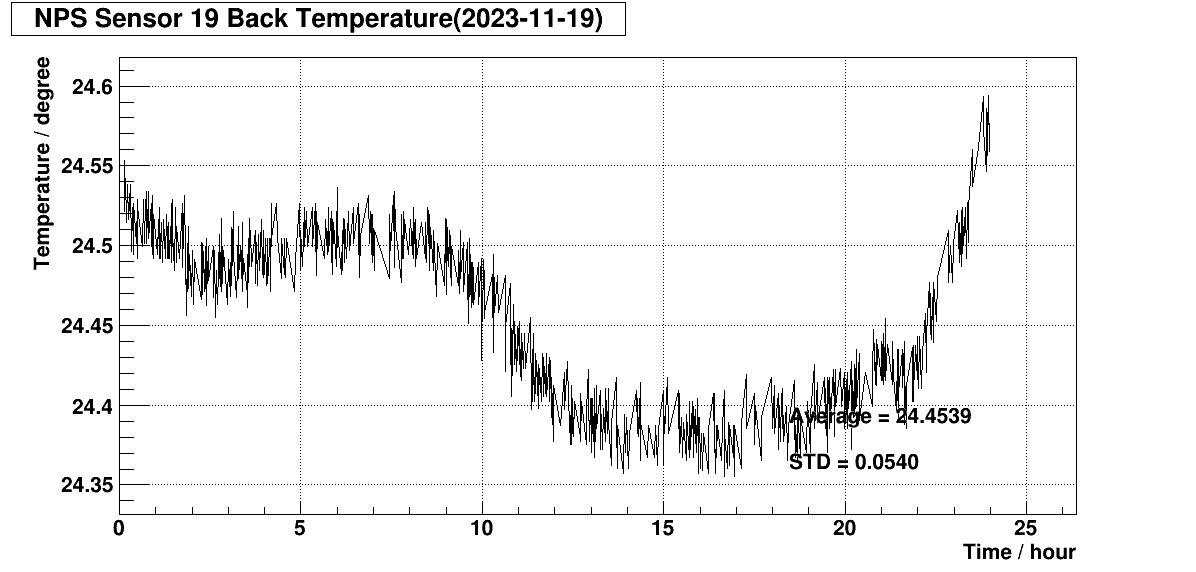 NPS Sensor 19 Back Temperature(2023-11-19)
Temperature / degree
24.6
24.55
24.5
24.45
24.4
24.35
Average = 24.4539
STD = 0.0540
0 5 10 15 20 25
Time / hour